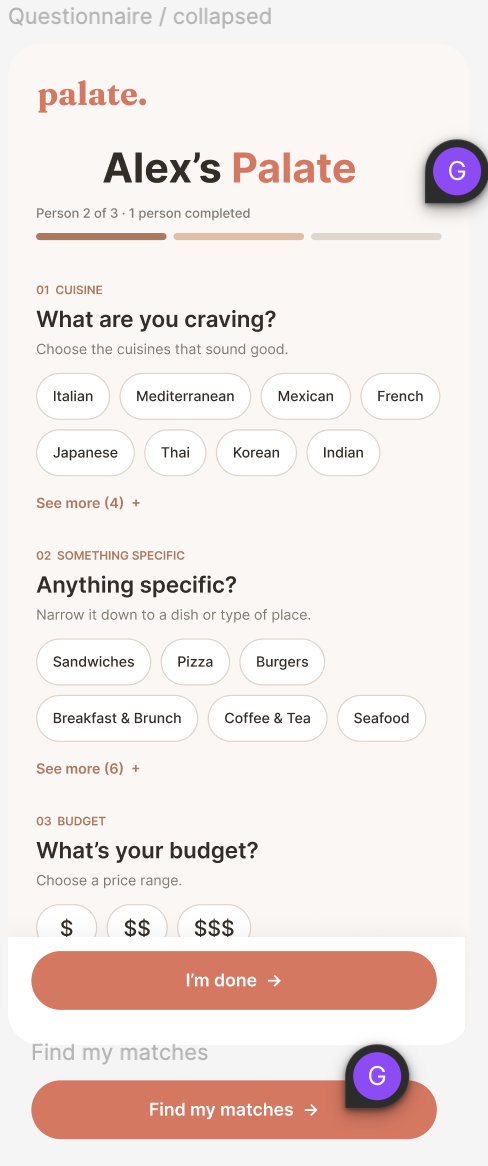 Questionnaire / collapsed
palate.
Alex’s Palate
G
Person 2 of 3 · 1 person completed
01 CUISINE
What are you craving?
Choose the cuisines that sound good.
Italian Mediterranean Mexican French
Japanese Thai Korean Indian
See more (4) +
02 SOMETHING SPECIFIC
Anything specific?
Narrow it down to a dish or type of place.
Sandwiches Pizza Burgers
Breakfast & Brunch Coffee & Tea Seafood
See more (6) +
03 BUDGET
What’s your budget?
Choose a price range.
$ $$ $$$
I’m done →
Find my matches
G
Find my matches →